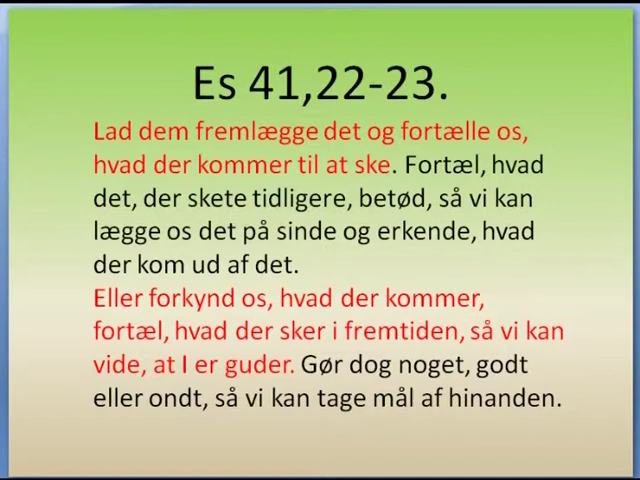 Es 41,22-23.
Lad dem fremlægge det og fortælle os,
hvad der kommer til at ske. Fortæl, hvad
det, der skete tidligere, betød, så vi kan
lægge os det på sinde og erkende, hvad
der kom ud af det.
Eller forkynd os, hvad der kommer,
fortæl, hvad der sker i fremtiden, så vi kan
vide, at I er guder. Gør dog noget, godt
eller ondt, så vi kan tage mål af hinanden.